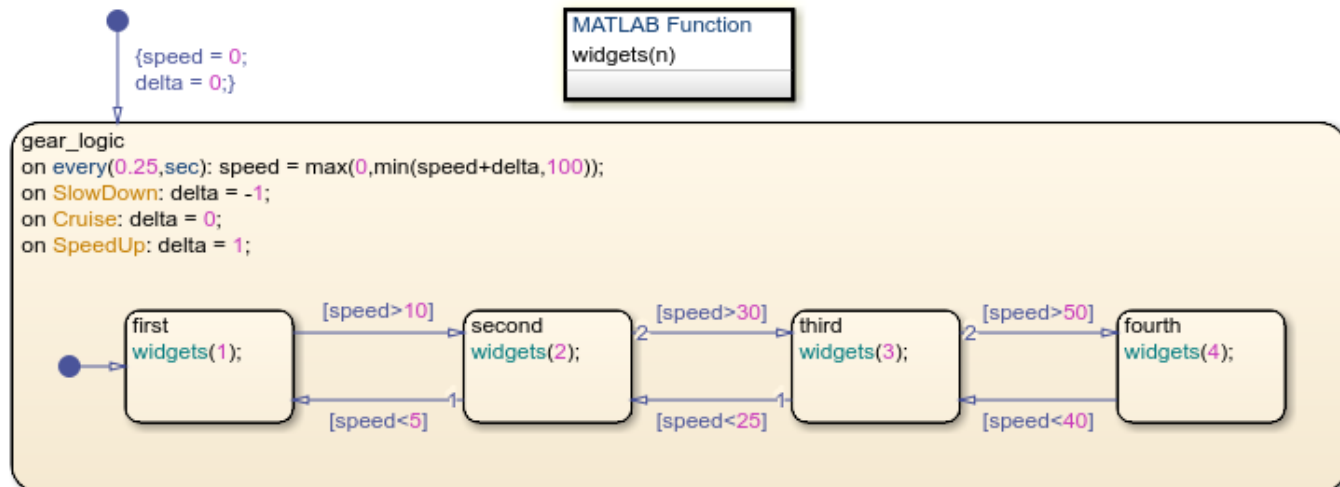 {speed = 0;
delta = 0;}
MATLAB Function
widgets(n)
gear_logic
on every(0.25,sec): speed = max(0,min(speed+delta,100));
on SlowDown: delta = -1;
on Cruise: delta = 0;
on SpeedUp: delta = 1;
first
widgets(1);
[speed>10]
[speed<5]
1
second
widgets(2);
2
[speed>30]
[speed<25]
1
third
widgets(3);
2
[speed>50]
[speed<40]
fourth
widgets(4);